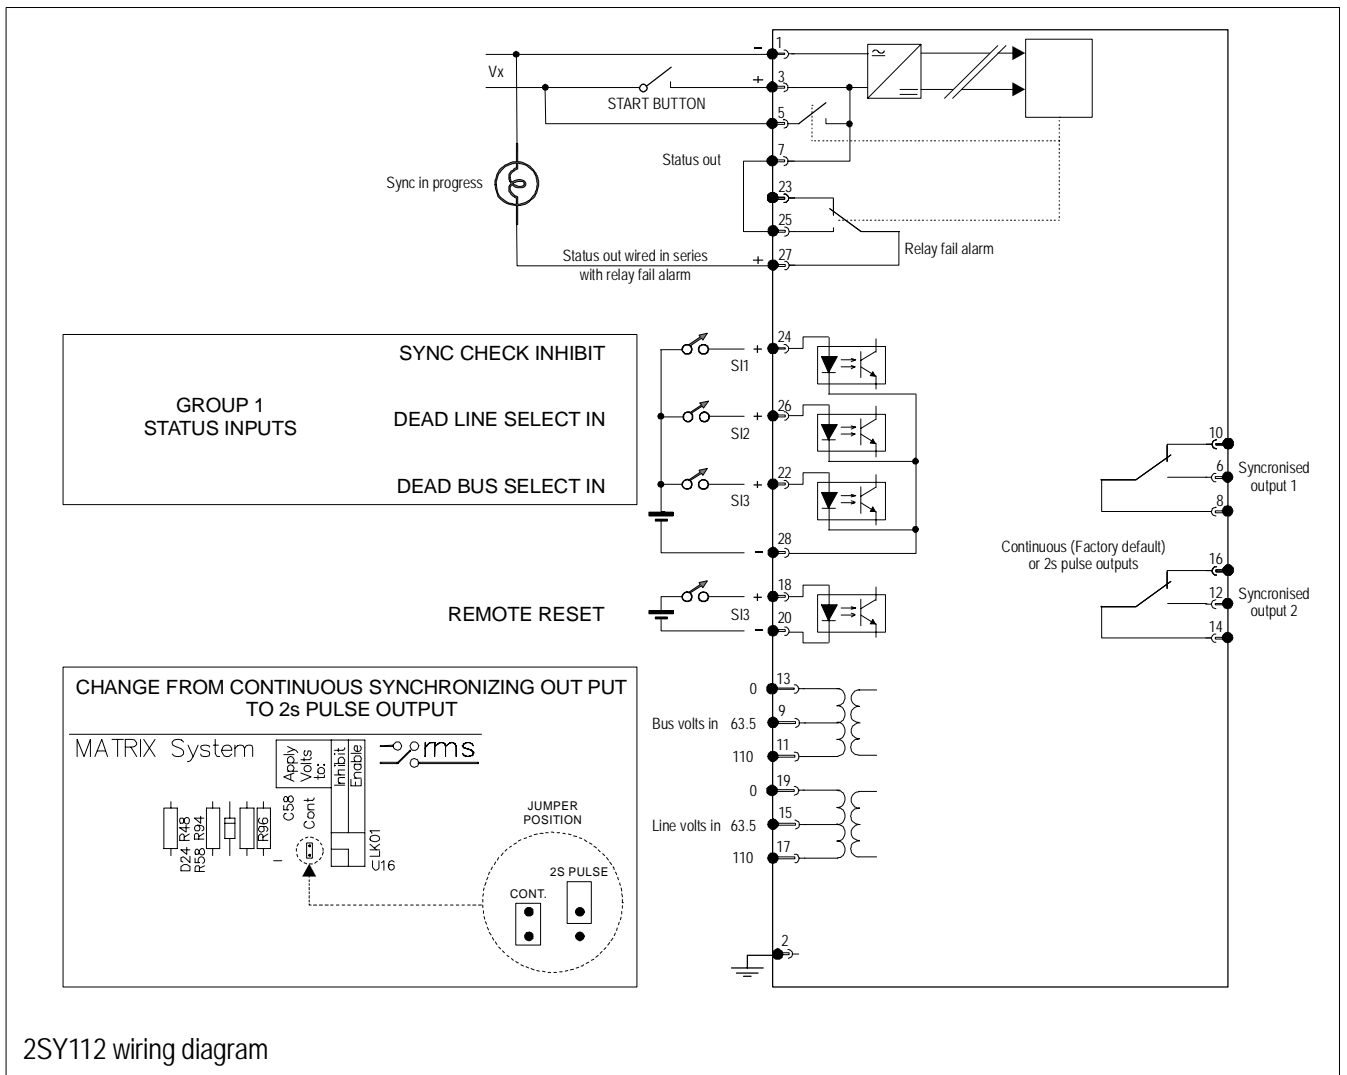 1
−
Vx
3
+
START BUTTON
5
Status out
7
Sync in progress
23
25
Relay fail alarm
Status out wired in series
with relay fail alarm
+
27
GROUP 1
STATUS INPUTS
SYNC CHECK INHIBIT
DEAD LINE SELECT IN
DEAD BUS SELECT IN
24
+
SI1
26
+
SI2
22
+
SI3
28
−
REMOTE RESET
18
+
SI3
20
−
10
6
8
Syncronised
output 1
Continuous (Factory default)
or 2s pulse outputs
16
12
14
Syncronised
output 2
CHANGE FROM CONTINUOUS SYNCHRONIZING OUT PUT
TO 2s PULSE OUTPUT
MATRIX System
Apply
Volts
to:
Inhibit
Enable
rms
C58
Cont
D24 R48
R58 R94
R96
LK01
U16
JUMPER
POSITION
CONT.
2S PULSE
0
13
Bus volts in
63.5
9
110
11
0
19
Line volts in
63.5
15
110
17
2
2SY112 wiring diagram